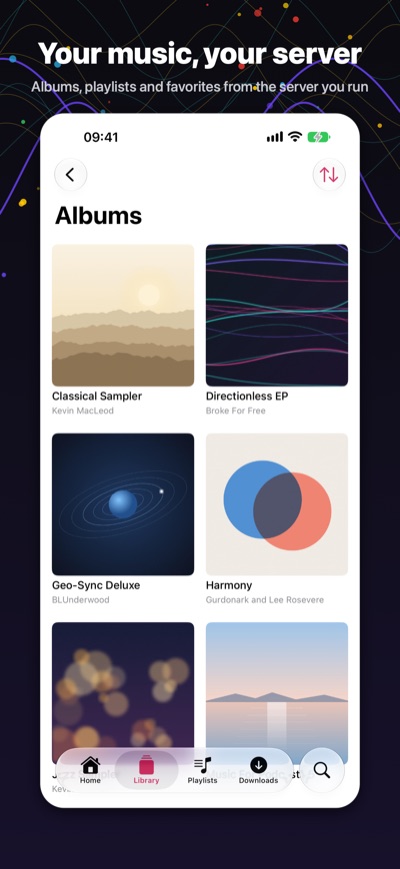 Your music, your server
Albums, playlists and favorites from the server you run
09:41
Albums
Classical Sampler
Kevin MacLeod
Directionless EP
Broke For Free
Geo-Sync Deluxe
BLUnderwood
Harmony
Gurdonark and Lee Rosevere
Home
Library
Playlists
Downloads